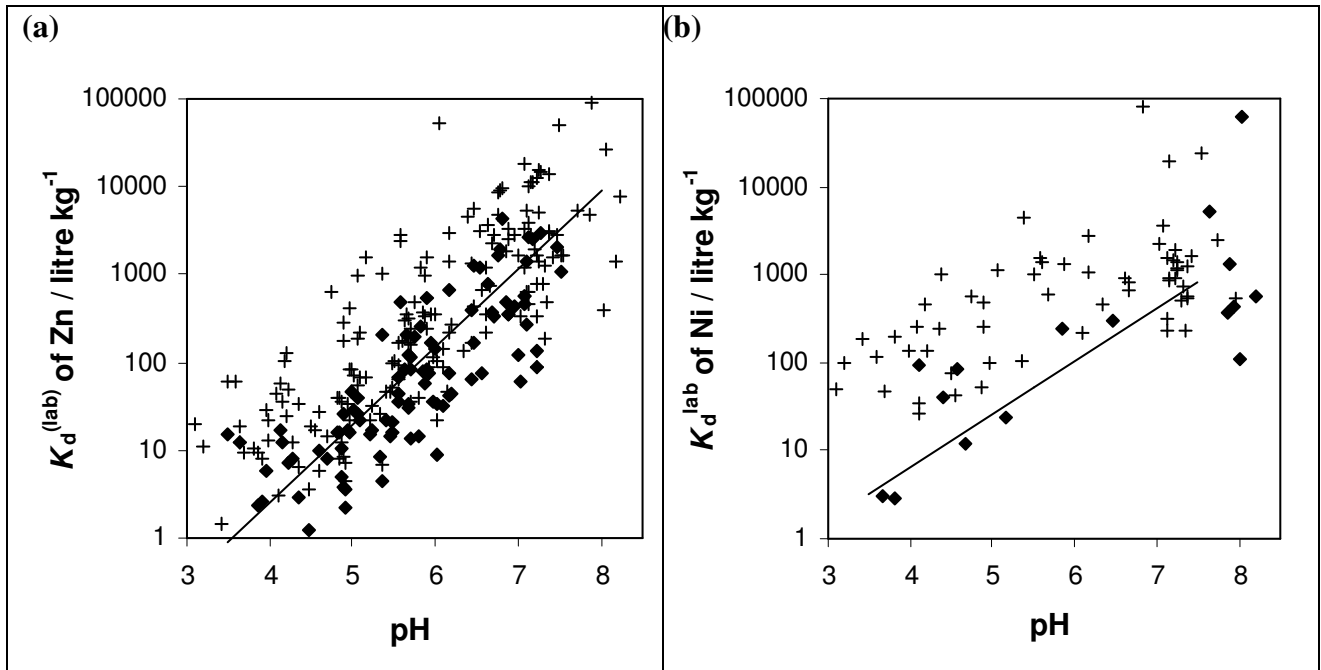 (a)
K_d^(lab) of Zn / litre kg^-1
100000
10000
1000
100
10
1
3 4 5 6 7 8
pH
(b)
K_d^lab of Ni / litre kg^-1
100000
10000
1000
100
10
1
3 4 5 6 7 8
pH